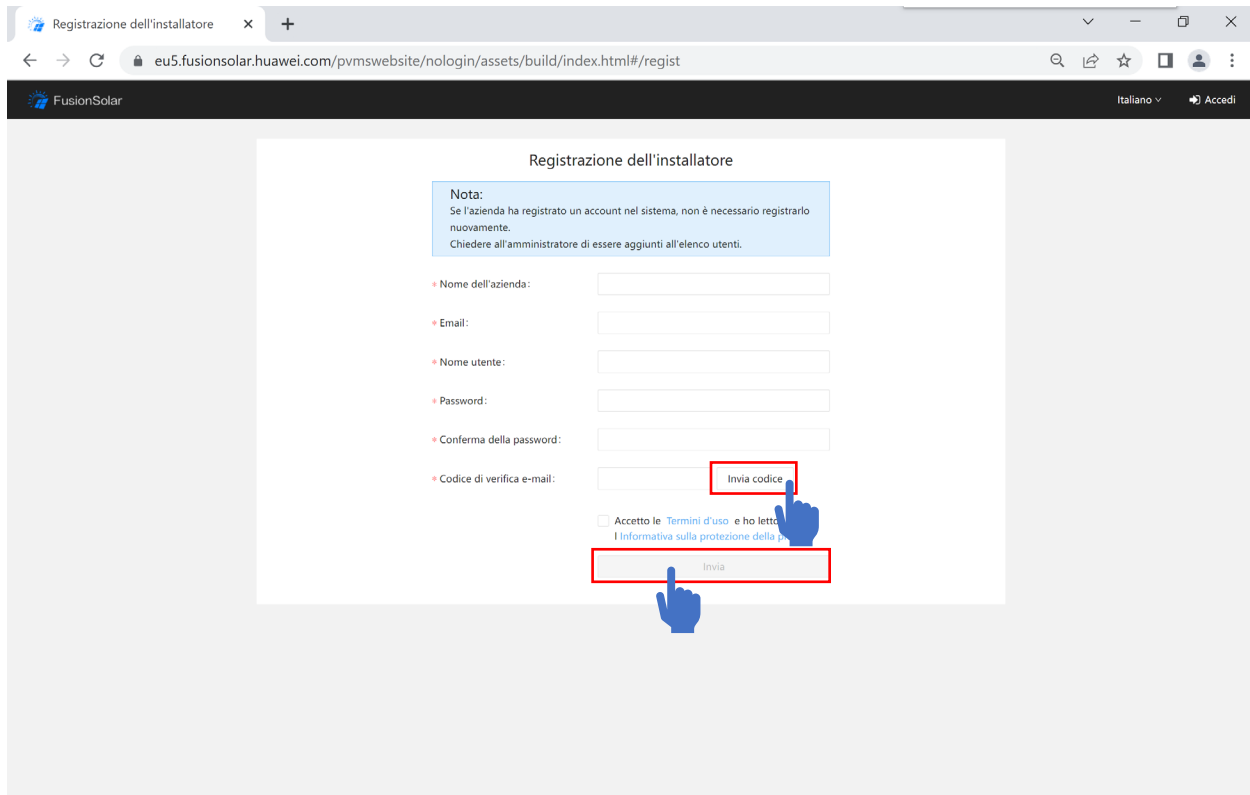 Registrazione dell'installatore
eu5.fusionsolar.huawei.com/pvmswebsite/nologin/assets/build/index.html#/regist
FusionSolar
Italiano
Accedi
Registrazione dell'installatore
Nota:
Se l'azienda ha registrato un account nel sistema, non è necessario registrarlo
nuovamente.
Chiedere all'amministratore di essere aggiunti all'elenco utenti.
* Nome dell'azienda:
* Email:
* Nome utente:
* Password:
* Conferma della password:
* Codice di verifica e-mail:
Invia codice
Accetto le Termini d'uso e ho letto
l Informativa sulla protezione della
Invia